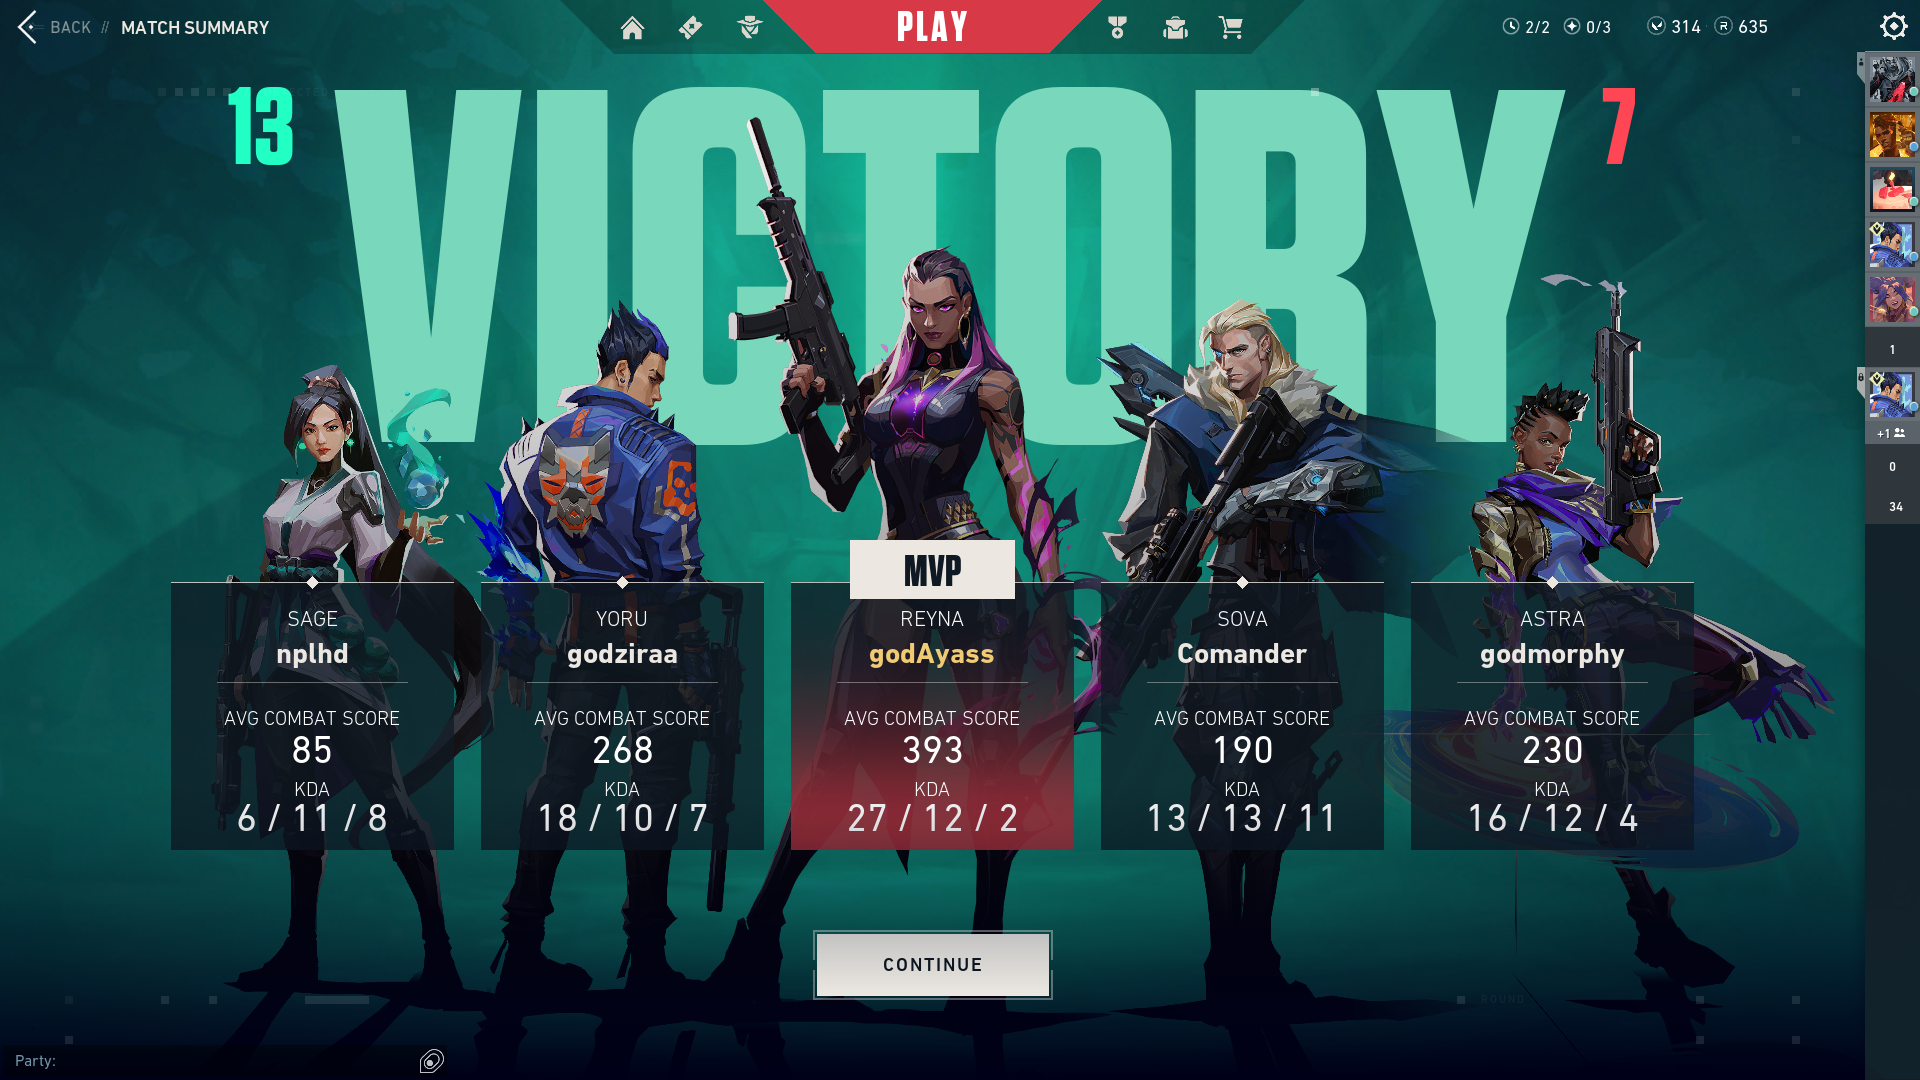 BACK // MATCH SUMMARY
PLAY
2/2 0/3 314 635
13 VICTORY 7
MVP
SAGE
nplhd
AVG COMBAT SCORE
85
KDA
6 / 11 / 8
YORU
godziraa
AVG COMBAT SCORE
268
KDA
18 / 10 / 7
REYNA
godAyass
AVG COMBAT SCORE
393
KDA
27 / 12 / 2
SOVA
Comander
AVG COMBAT SCORE
190
KDA
13 / 13 / 11
ASTRA
godmorphy
AVG COMBAT SCORE
230
KDA
16 / 12 / 4
CONTINUE
ROUND
Party:
1
+1
0
34